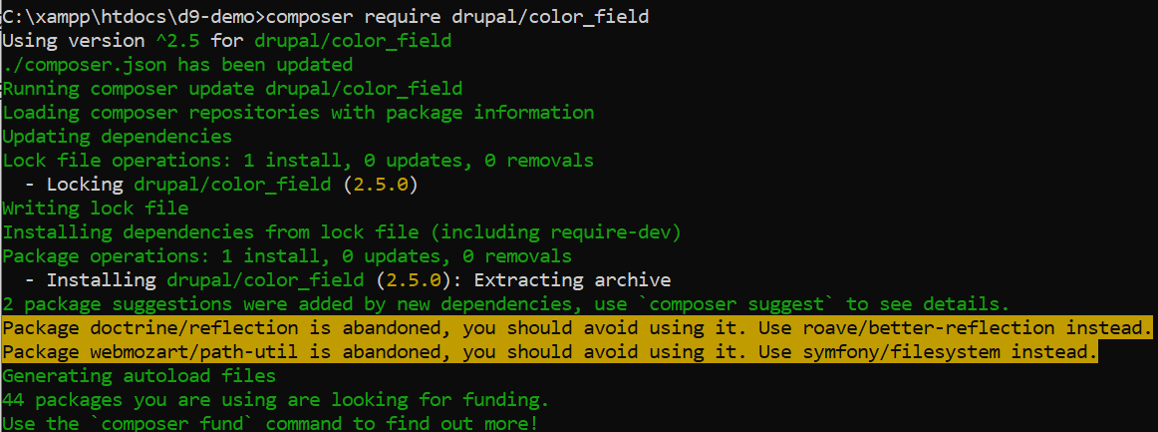 C:\xampp\htdocs\d9-demo>composer require drupal/color_field
Using version ^2.5 for drupal/color_field
./composer.json has been updated
Running composer update drupal/color_field
Loading composer repositories with package information
Updating dependencies
Lock file operations: 1 install, 0 updates, 0 removals
  - Locking drupal/color_field (2.5.0)
Writing lock file
Installing dependencies from lock file (including require-dev)
Package operations: 1 install, 0 updates, 0 removals
  - Installing drupal/color_field (2.5.0): Extracting archive
2 package suggestions were added by new dependencies, use `composer suggest` to see details.
Package doctrine/reflection is abandoned, you should avoid using it. Use roave/better-reflection instead.
Package webmozart/path-util is abandoned, you should avoid using it. Use symfony/filesystem instead.
Generating autoload files
44 packages you are using are looking for funding.
Use the `composer fund` command to find out more!